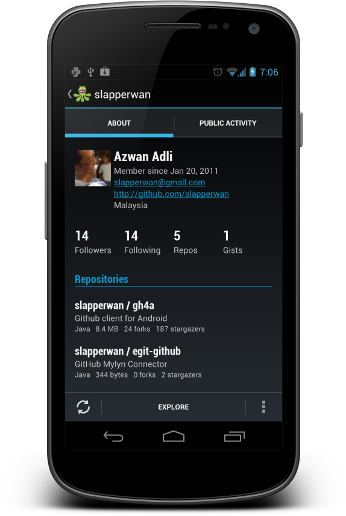 7:06
slapperwan
ABOUT PUBLIC ACTIVITY
Azwan Adli
Member since Jan 20, 2011
slapperwan@gmail.com
http://github.com/slapperwan
Malaysia
14 14 5 1
Followers Following Repos Gists
Repositories
slapperwan / gh4a
Github client for Android
Java 8.4 MB 24 forks 187 stargazers
slapperwan / egit-github
GitHub Mylyn Connector
Java 344 bytes 0 forks 2 stargazers
EXPLORE